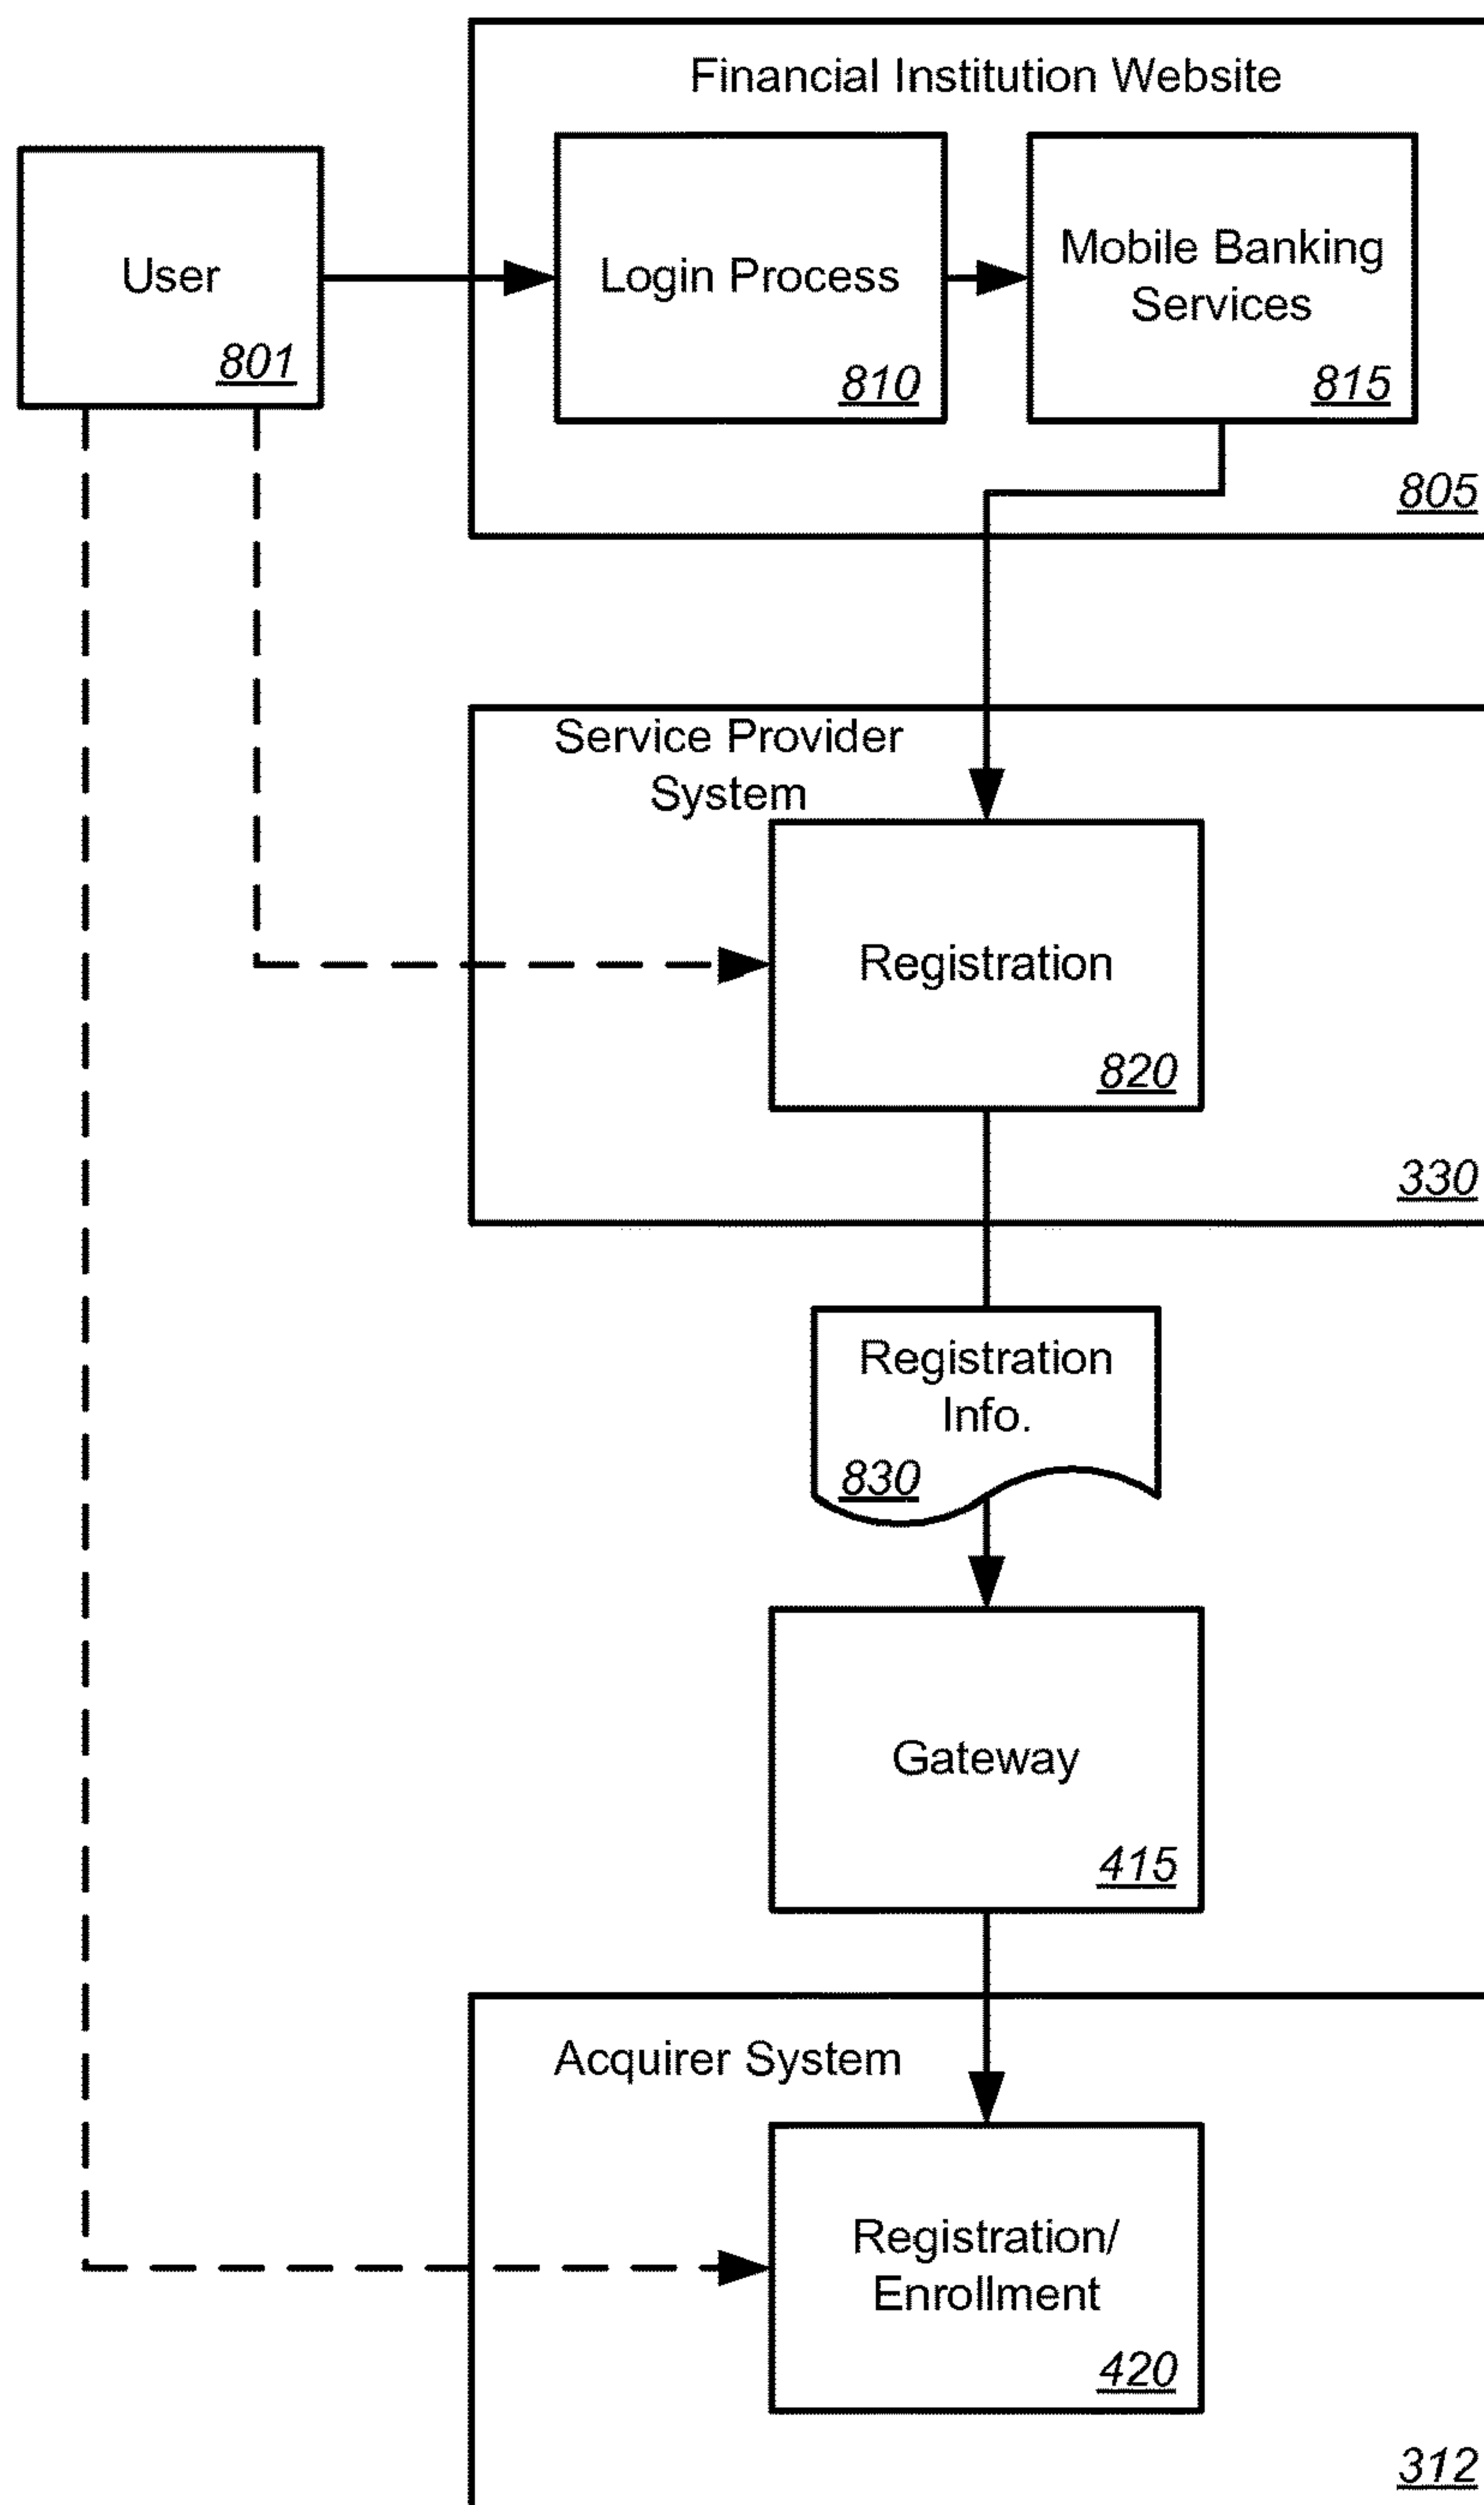 Financial Institution Website
User
801
Login Process
810
Mobile Banking
Services
815
805
Service Provider
System
Registration
820
330
Registration
Info.
830
Gateway
415
Acquirer System
Registration/
Enrollment
420
312